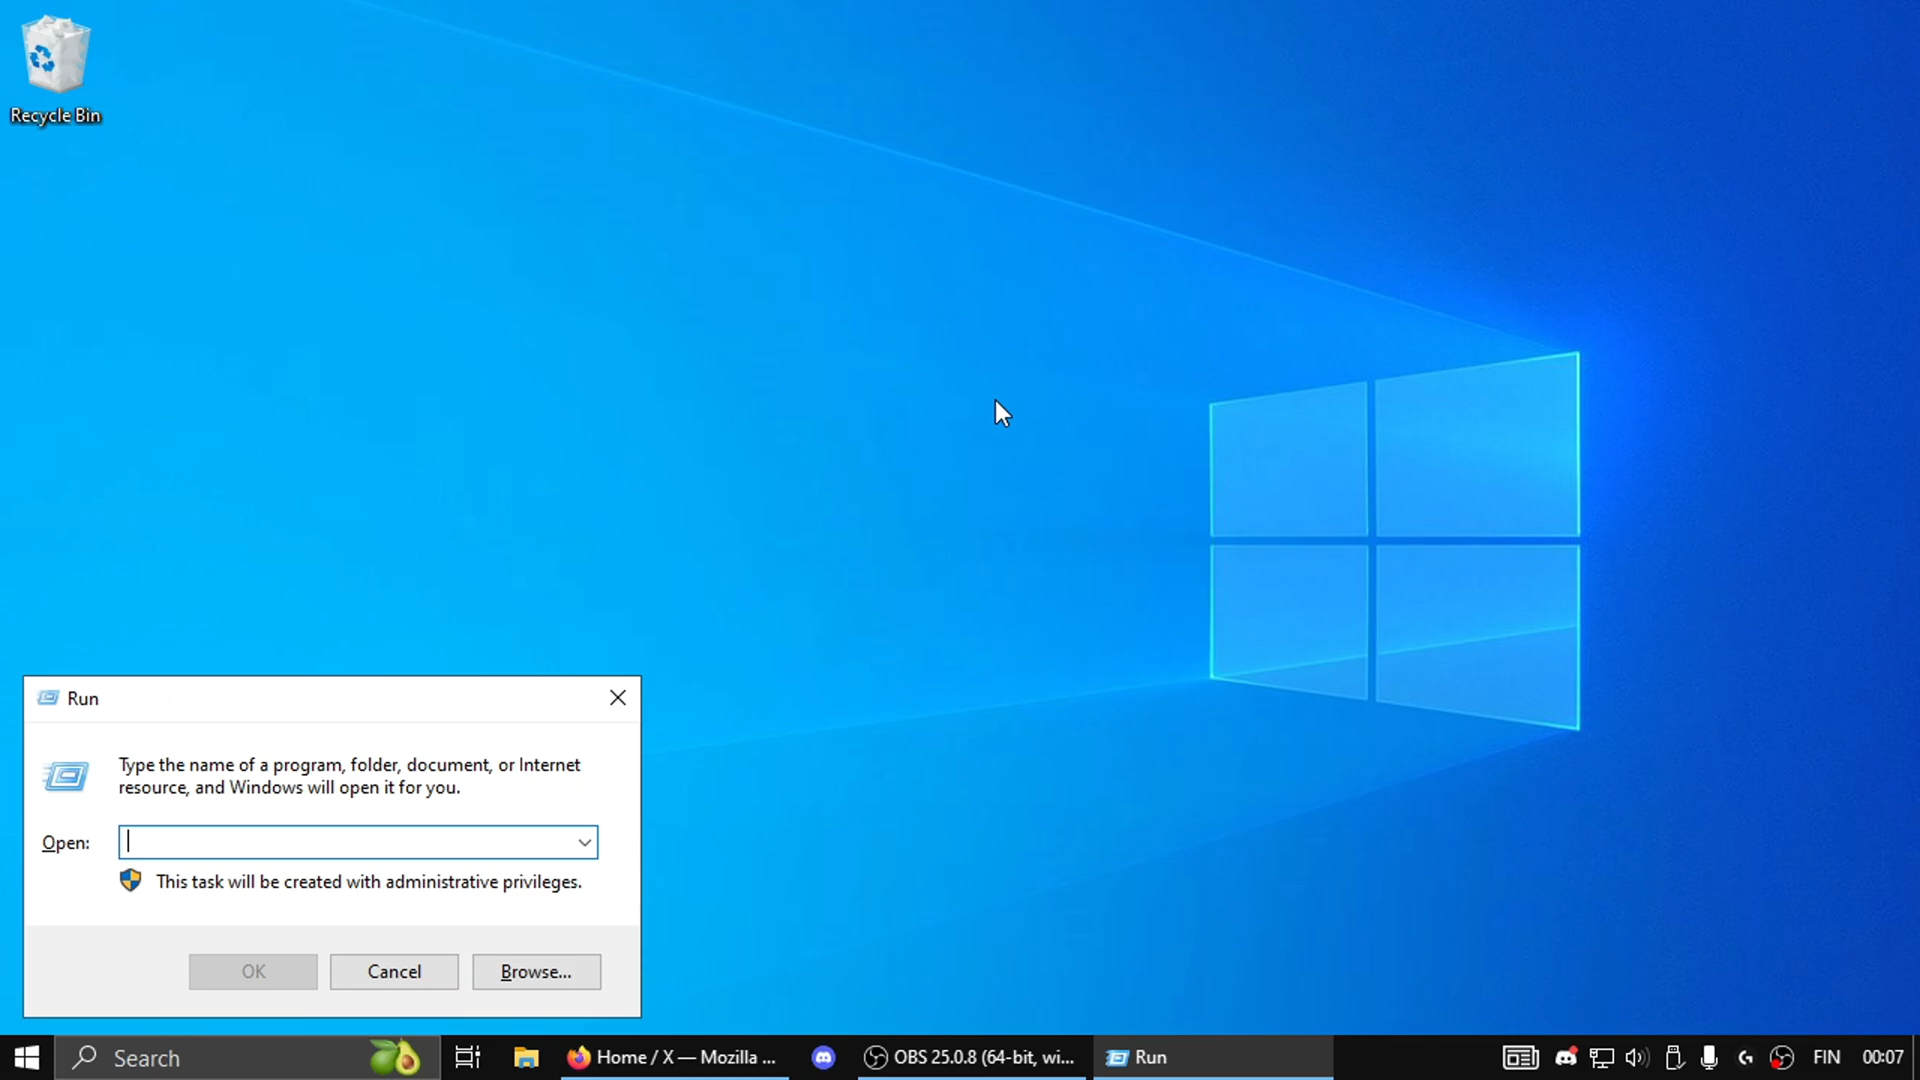 Recycle Bin
Run
Type the name of a program, folder, document, or Internet
resource, and Windows will open it for you.
Open:
This task will be created with administrative privileges.
OK
Cancel
Browse...
Search
Home / X — Mozilla ...
OBS 25.0.8 (64-bit, wi...
Run
FIN
00:07